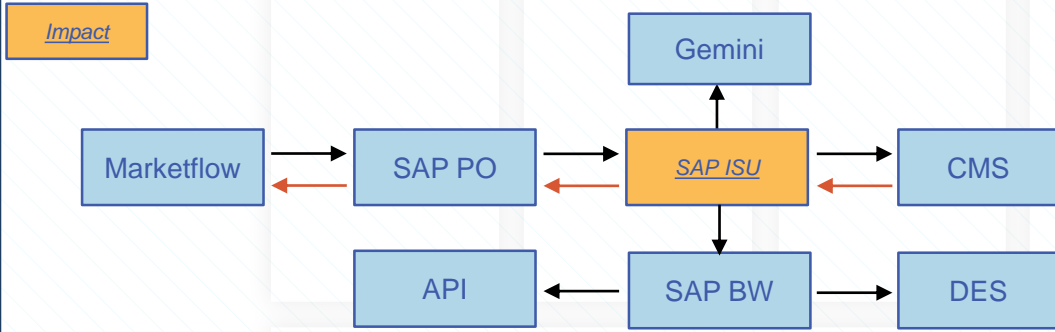 Impact
Gemini
Marketflow
SAP PO
SAP ISU
CMS
API
SAP BW
DES